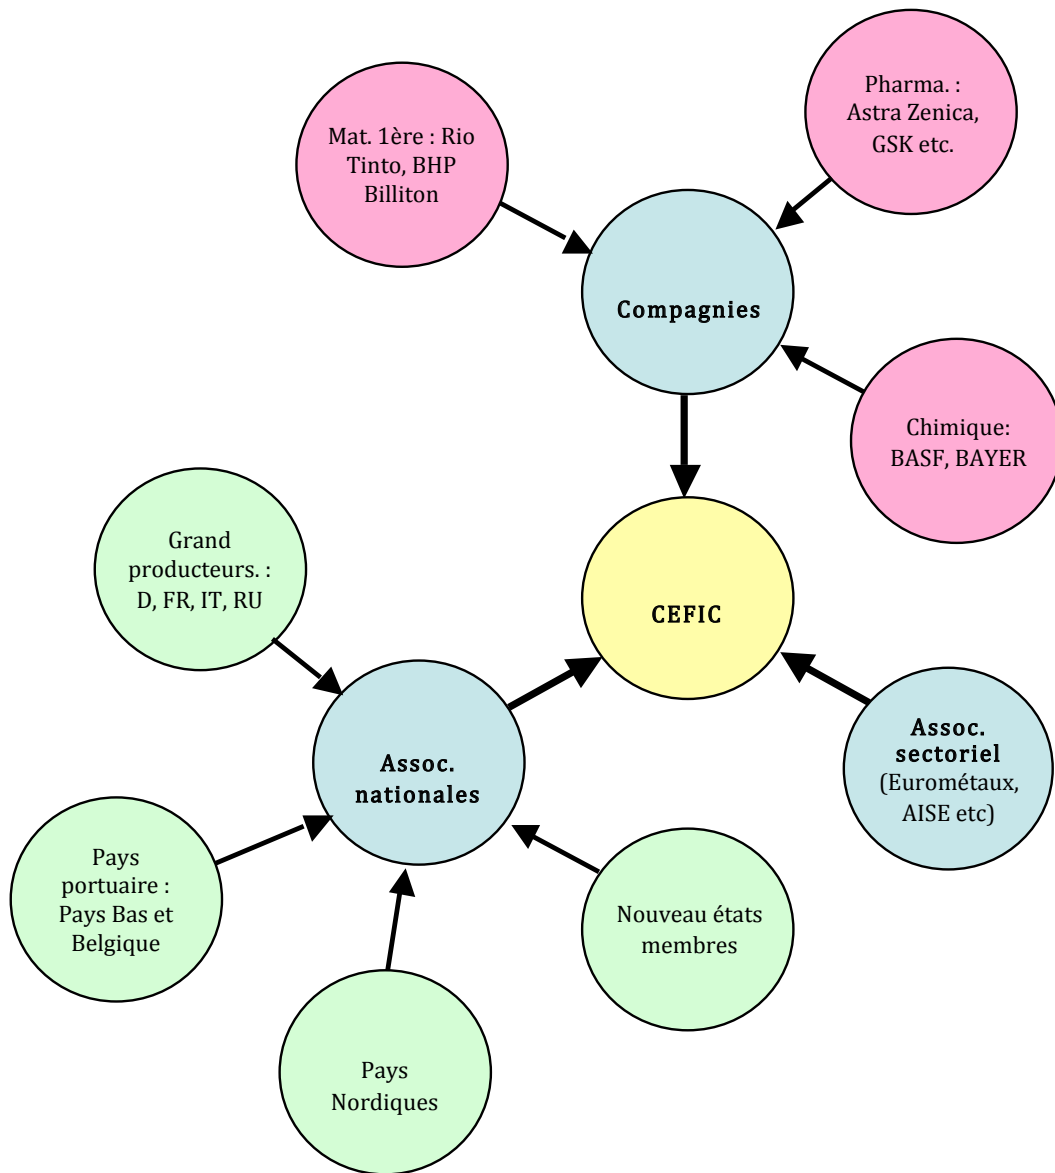 Pharma. :
Astra Zenica,
GSK etc.
Mat. 1ère : Rio
Tinto, BHP
Billiton
Compagnies
Chimique:
BASF, BAYER
Grand
producteurs. :
D, FR, IT, RU
CEFIC
Assoc.
nationales
Assoc.
sectoriel
(Eurométaux,
AISE etc)
Pays
portuaire :
Pays Bas et
Belgique
Nouveau états
membres
Pays
Nordiques